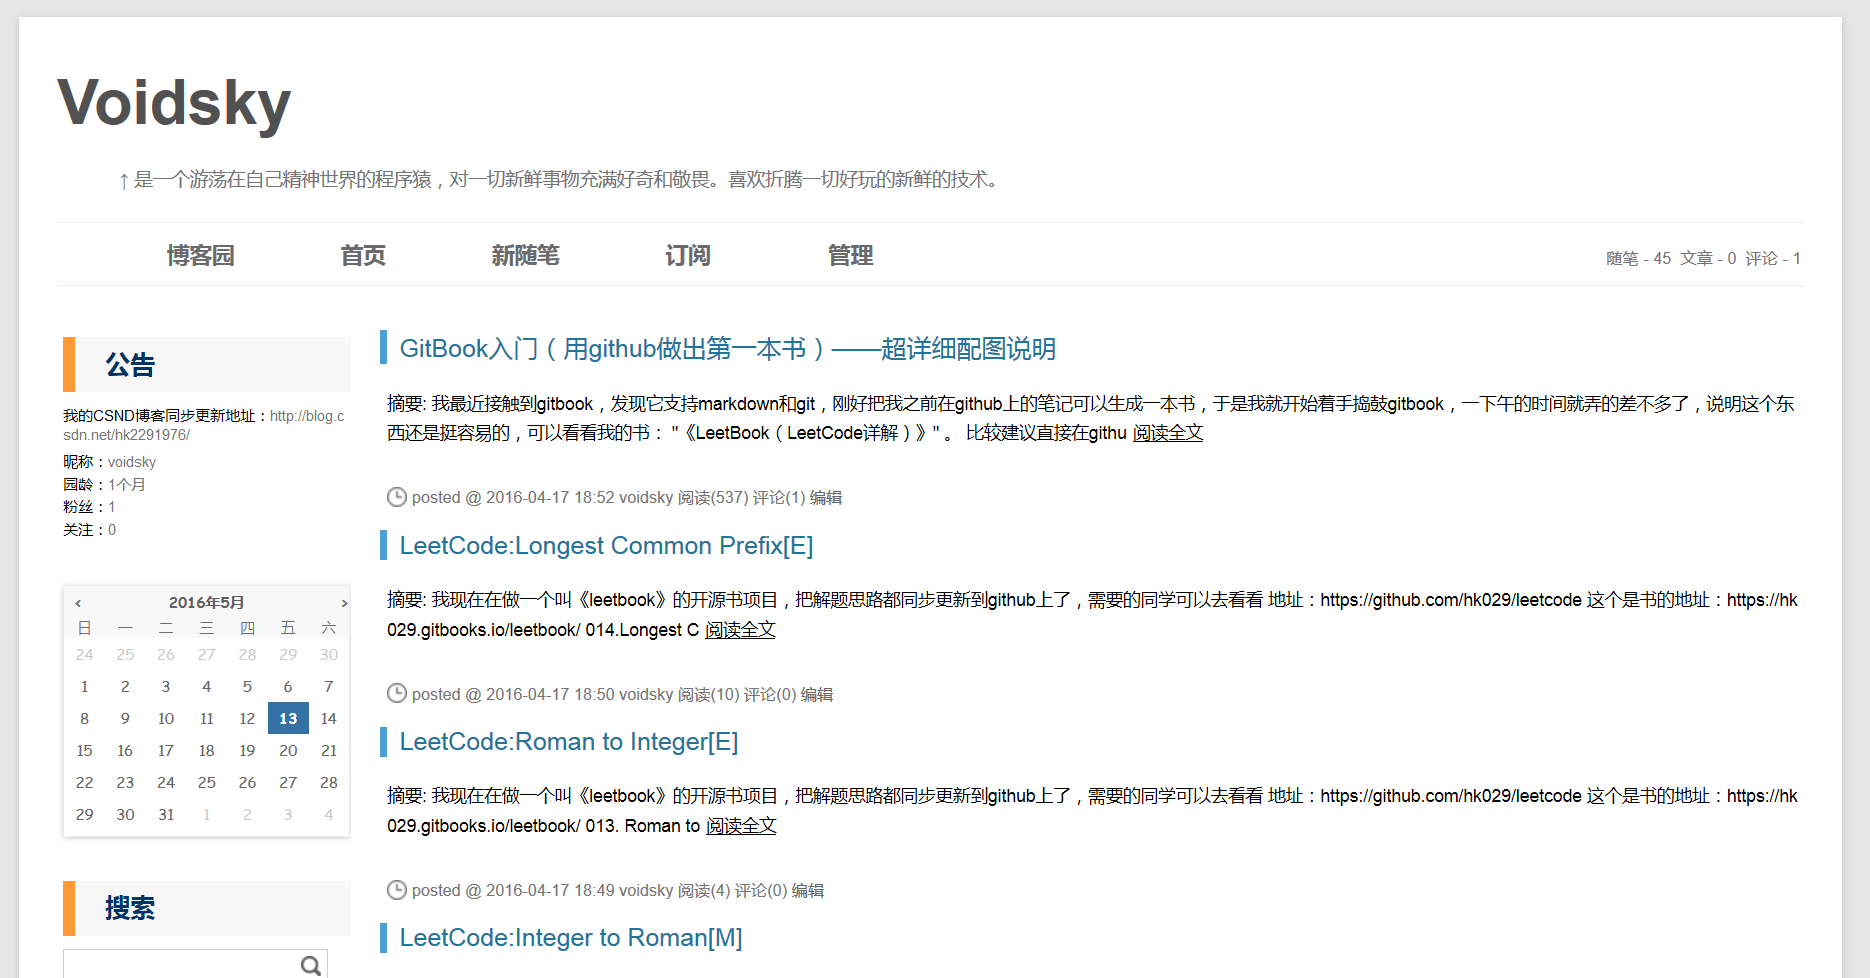 Voidsky
↑ 是一个游荡在自己精神世界的程序猿，对一切新鲜事物充满好奇和敬畏。喜欢折腾一切好玩的新鲜的技术。
博客园 首页 新随笔 订阅 管理 随笔 - 45 文章 - 0 评论 - 1
公告
我的CSND博客同步更新地址：http://blog.c
sdn.net/hk2291976/
昵称：voidsky
园龄：1个月
粉丝：1
关注：0
‹ 2016年5月 ›
日 一 二 三 四 五 六
24 25 26 27 28 29 30
1 2 3 4 5 6 7
8 9 10 11 12 13 14
15 16 17 18 19 20 21
22 23 24 25 26 27 28
29 30 31 1 2 3 4
搜索
GitBook入门（用github做出第一本书）——超详细配图说明
摘要: 我最近接触到gitbook，发现它支持markdown和git，刚好把我之前在github上的笔记可以生成一本书，于是我就开始着手捣鼓gitbook，一下午的时间就弄的差不多了，说明这个东
西还是挺容易的，可以看看我的书： "《LeetBook（LeetCode详解）》" 。 比较建议直接在githu 阅读全文
posted @ 2016-04-17 18:52 voidsky 阅读(537) 评论(1) 编辑
LeetCode:Longest Common Prefix[E]
摘要: 我现在在做一个叫《leetbook》的开源书项目，把解题思路都同步更新到github上了，需要的同学可以去看看 地址：https://github.com/hk029/leetcode 这个是书的地址：https://hk
029.gitbooks.io/leetbook/ 014.Longest C 阅读全文
posted @ 2016-04-17 18:50 voidsky 阅读(10) 评论(0) 编辑
LeetCode:Roman to Integer[E]
摘要: 我现在在做一个叫《leetbook》的开源书项目，把解题思路都同步更新到github上了，需要的同学可以去看看 地址：https://github.com/hk029/leetcode 这个是书的地址：https://hk
029.gitbooks.io/leetbook/ 013. Roman to 阅读全文
posted @ 2016-04-17 18:49 voidsky 阅读(4) 评论(0) 编辑
LeetCode:Integer to Roman[M]